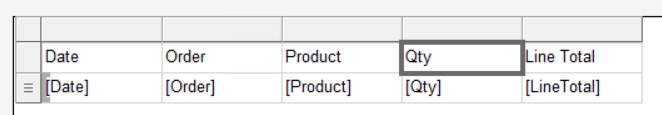 Date Order Product Qty Line Total
[Date] [Order] [Product] [Qty] [LineTotal]